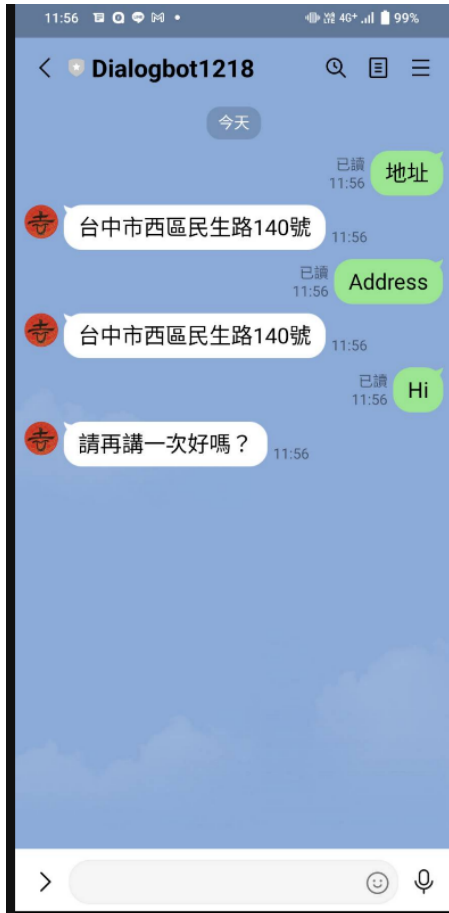 11:56
4G+
99%
Dialogbot1218
今天
已讀
11:56
地址
台中市西區民生路140號
11:56
已讀
11:56
Address
台中市西區民生路140號
11:56
已讀
11:56
Hi
請再講一次好嗎？
11:56